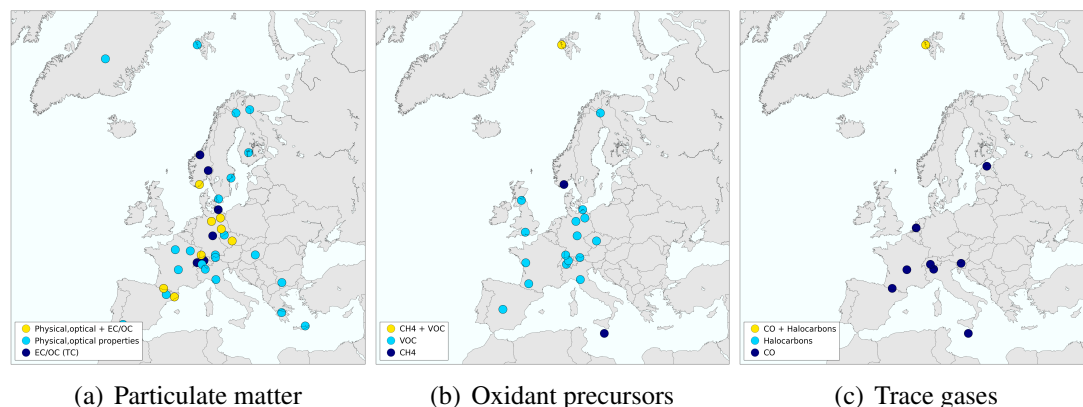 Physical,optical + EC/OC
Physical,optical properties
EC/OC (TC)
CH4 + VOC
VOC
CH4
CO + Halocarbons
Halocarbons
CO
(a) Particulate matter
(b) Oxidant precursors
(c) Trace gases